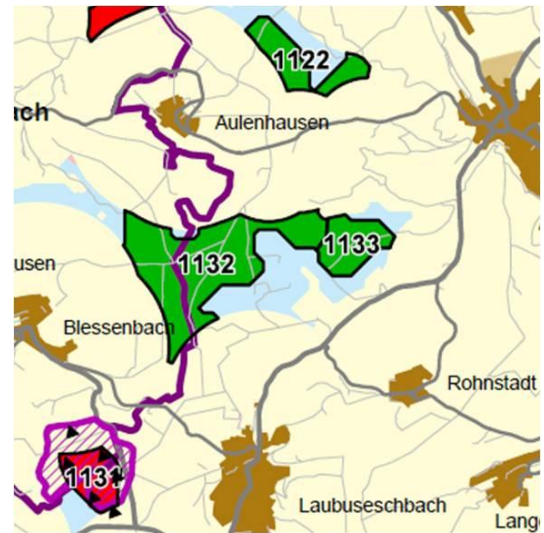 1122
ach
Aulenhausen
1133
1132
usen
Blessenbach
Rohnstadt
1131
Laubuseschbach
Lang